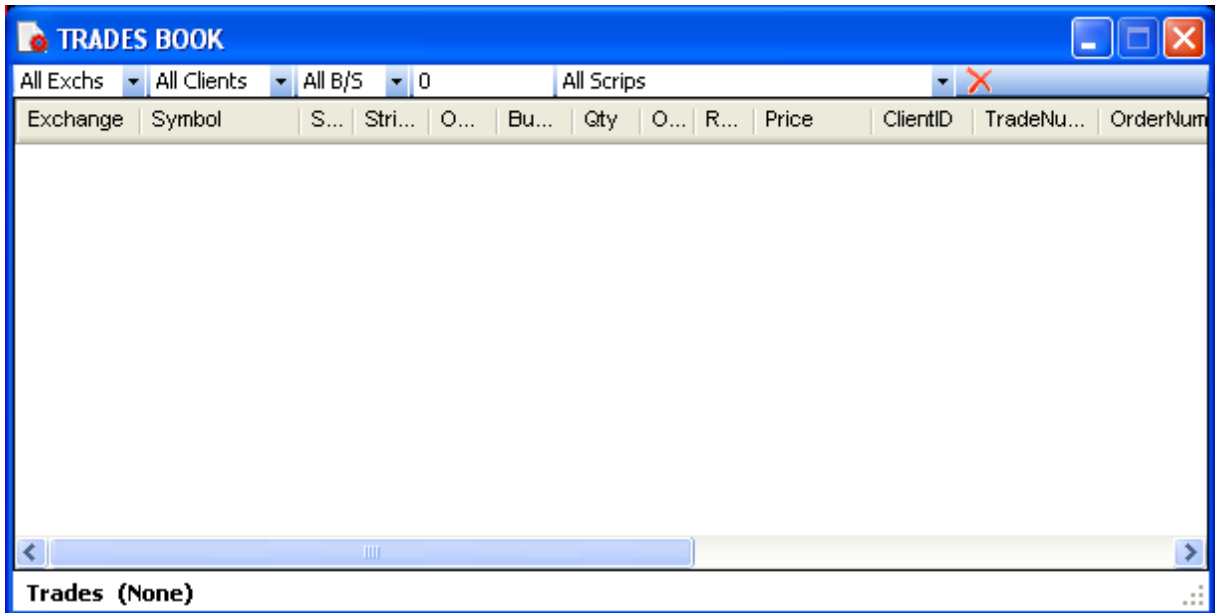 TRADES BOOK
All Exchs All Clients All B/S 0 All Scrips
Exchange Symbol S... Stri... O... Bu... Qty O... R... Price ClientID TradeNu... OrderNum
Trades (None)